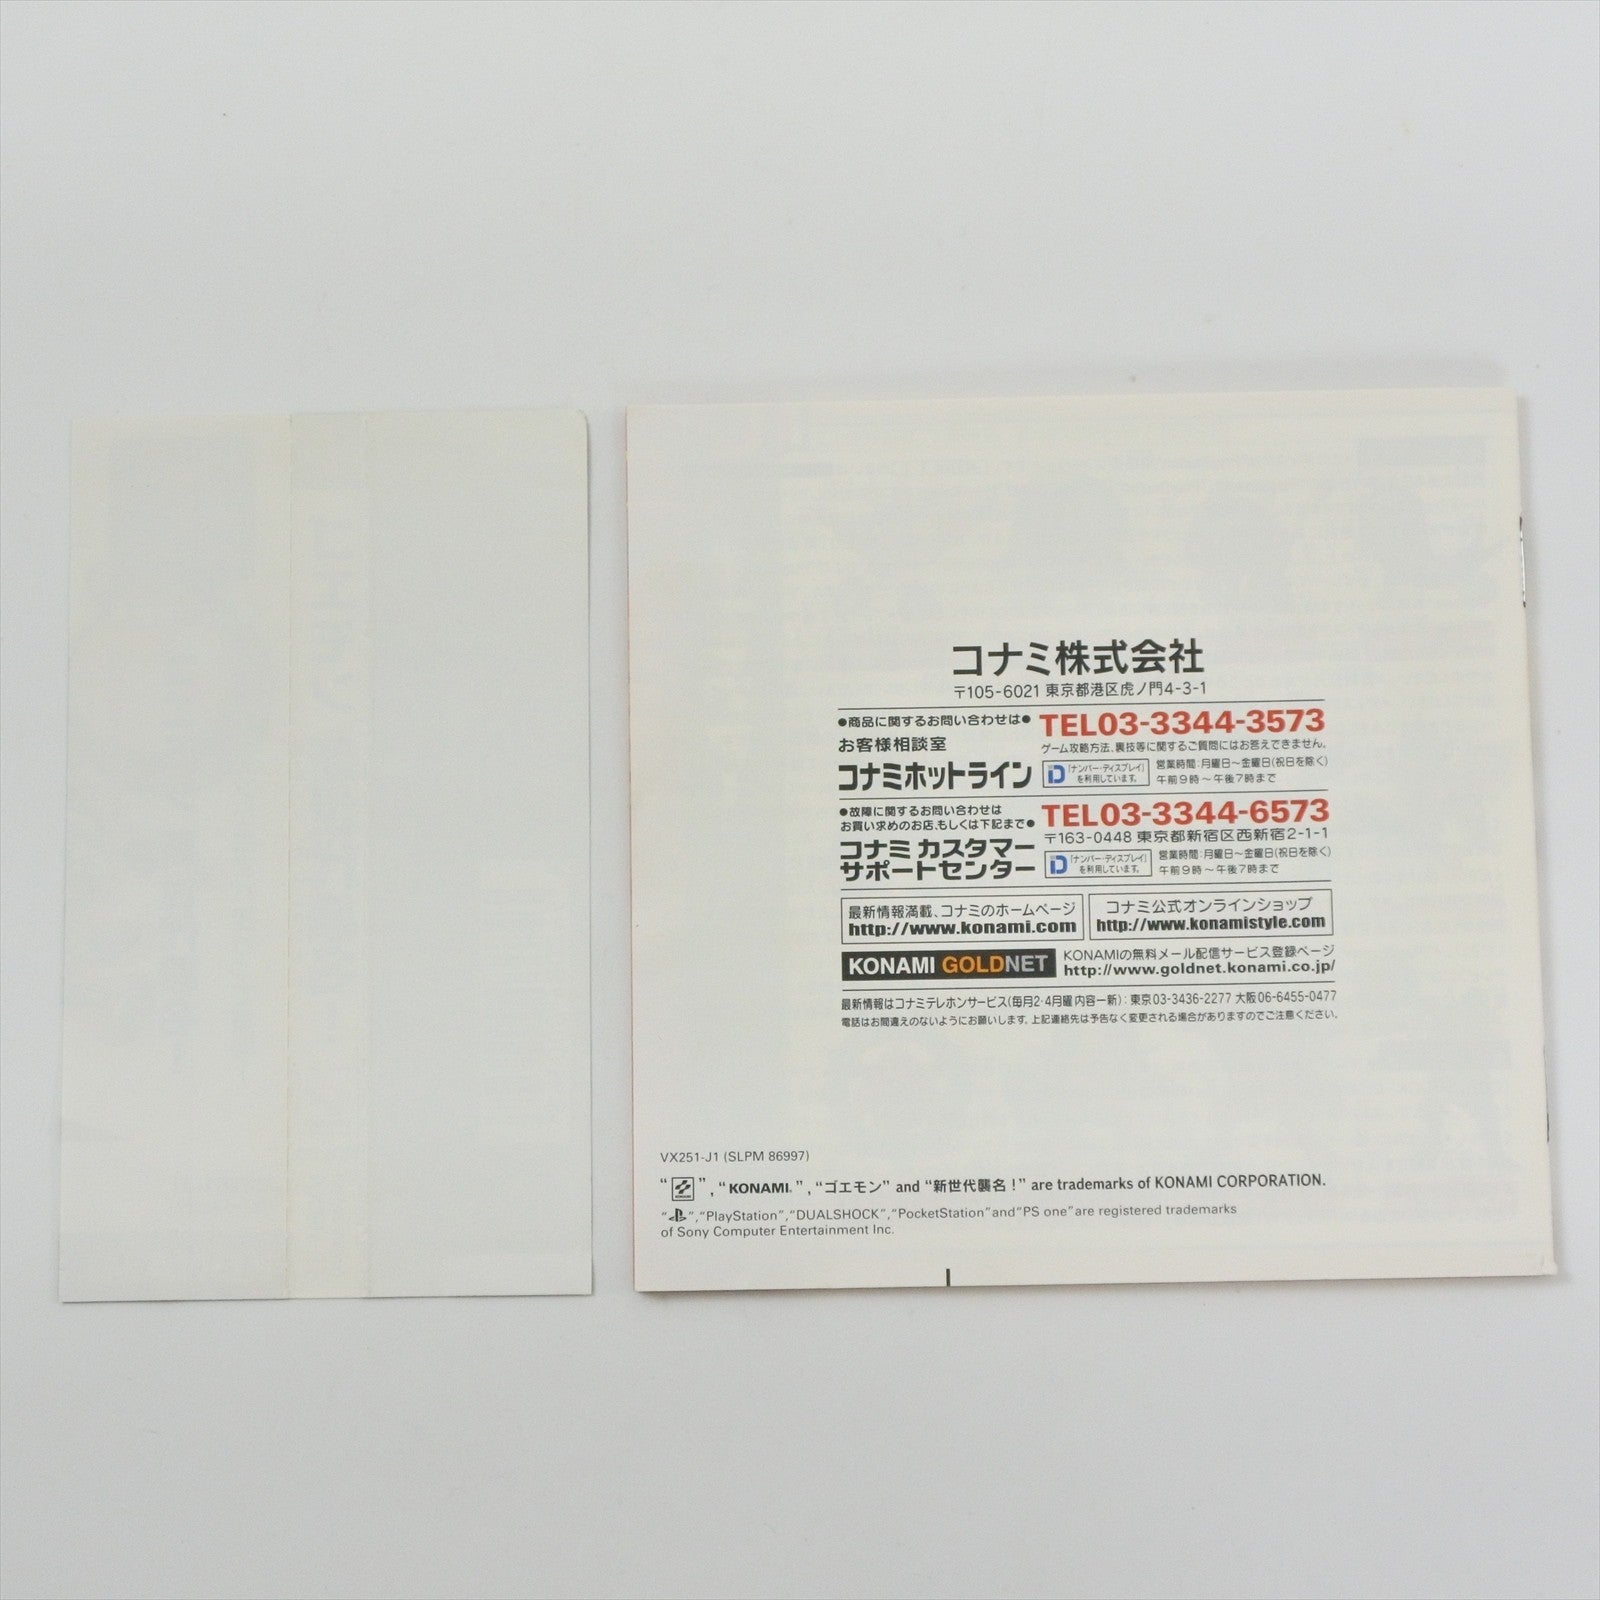 コナミ株式会社
〒105-6021 東京都港区虎ノ門4-3-1
●商品に関するお問い合わせは● TEL03-3344-3573
お客様相談室 ゲーム攻略方法、裏技等に関するご質問にはお答えできません。
コナミホットライン
「ナンバー・ディスプレイ」
を利用しています。
営業時間:月曜日〜金曜日(祝日を除く)
午前9時〜午後7時まで
●故障に関するお問い合わせは
お買い求めのお店、もしくは下記まで●
TEL03-3344-6573
〒163-0448 東京都新宿区西新宿2-1-1
コナミ カスタマー
サポートセンター
「ナンバー・ディスプレイ」
を利用しています。
営業時間:月曜日〜金曜日(祝日を除く)
午前9時〜午後7時まで
最新情報満載、コナミのホームページ
http://www.konami.com
コナミ公式オンラインショップ
http://www.konamistyle.com
KONAMI GOLDNET
KONAMIの無料メール配信サービス登録ページ
http://www.goldnet.konami.co.jp/
最新情報はコナミテレホンサービス(毎月2・4月曜内容一新):東京03-3436-2277 大阪06-6455-0477
電話はお間違えのないようにお願いします。上記連絡先は予告なく変更される場合がありますのでご注意ください。
VX251-J1 (SLPM 86997)
“KONAMI”, “KONAMI.”, “ゴエモン” and “新世代襲名!” are trademarks of KONAMI CORPORATION.
“ ”, “PlayStation”, “DUALSHOCK”, “PocketStation” and “PS one” are registered trademarks
of Sony Computer Entertainment Inc.